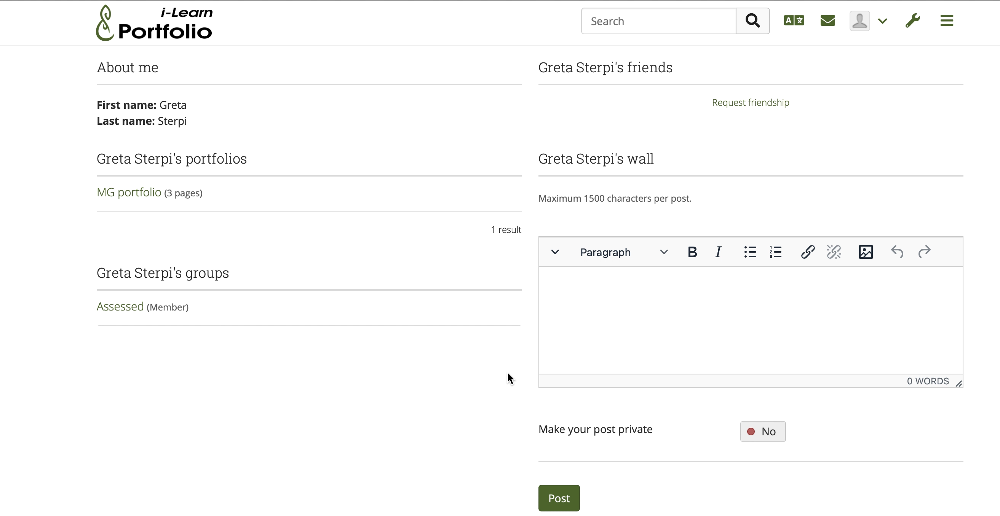 i-Learn
Portfolio
Search
About me
First name: Greta
Last name: Sterpi
Greta Sterpi's portfolios
MG portfolio (3 pages)
1 result
Greta Sterpi's groups
Assessed (Member)
Greta Sterpi's friends
Request friendship
Greta Sterpi's wall
Maximum 1500 characters per post.
Paragraph
0 WORDS
Make your post private
No
Post